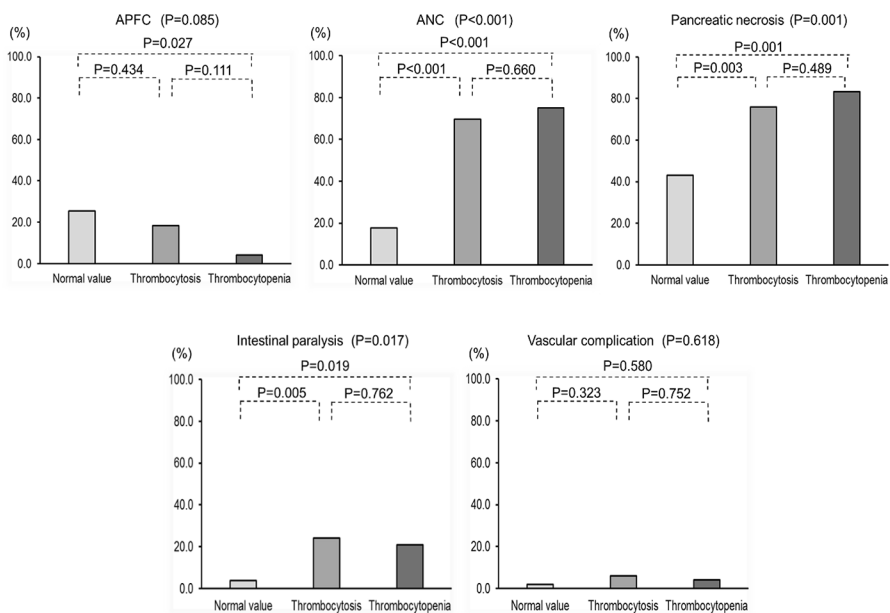 APFC (P=0.085)
(%)
P=0.027
P=0.434
P=0.111
100.0
80.0
60.0
40.0
20.0
0.0
Normal value
Thrombocytosis
Thrombocytopenia
ANC (P<0.001)
(%)
P<0.001
P<0.001
P=0.660
100.0
80.0
60.0
40.0
20.0
0.0
Normal value
Thrombocytosis
Thrombocytopenia
Pancreatic necrosis (P=0.001)
(%)
P=0.001
P=0.003
P=0.489
100.0
80.0
60.0
40.0
20.0
0.0
Normal value
Thrombocytosis
Thrombocytopenia
Intestinal paralysis (P=0.017)
(%)
P=0.019
P=0.005
P=0.762
100.0
80.0
60.0
40.0
20.0
0.0
Normal value
Thrombocytosis
Thrombocytopenia
Vascular complication (P=0.618)
(%)
P=0.580
P=0.323
P=0.752
100.0
80.0
60.0
40.0
20.0
0.0
Normal value
Thrombocytosis
Thrombocytopenia